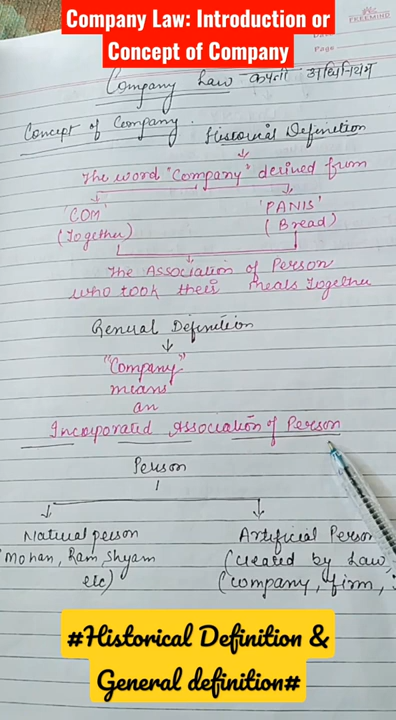 Company Law: Introduction or
Concept of Company
FREEMIND
Page
Company Law कम्पनी अधिनियम
Concept of Company.
Historical Definition
The word "Company" derived from
'COM' 'PANIS'
(Together) (Bread)
The Association of Person
who took their meals Together
General Definition
"Company"
means
an
Incorporated Association of Person
Person
Natural person Artificial Person
(Mohan, Ram, Shyam (created by Law,
etc) (company, firm,
#Historical Definition &
General definition#